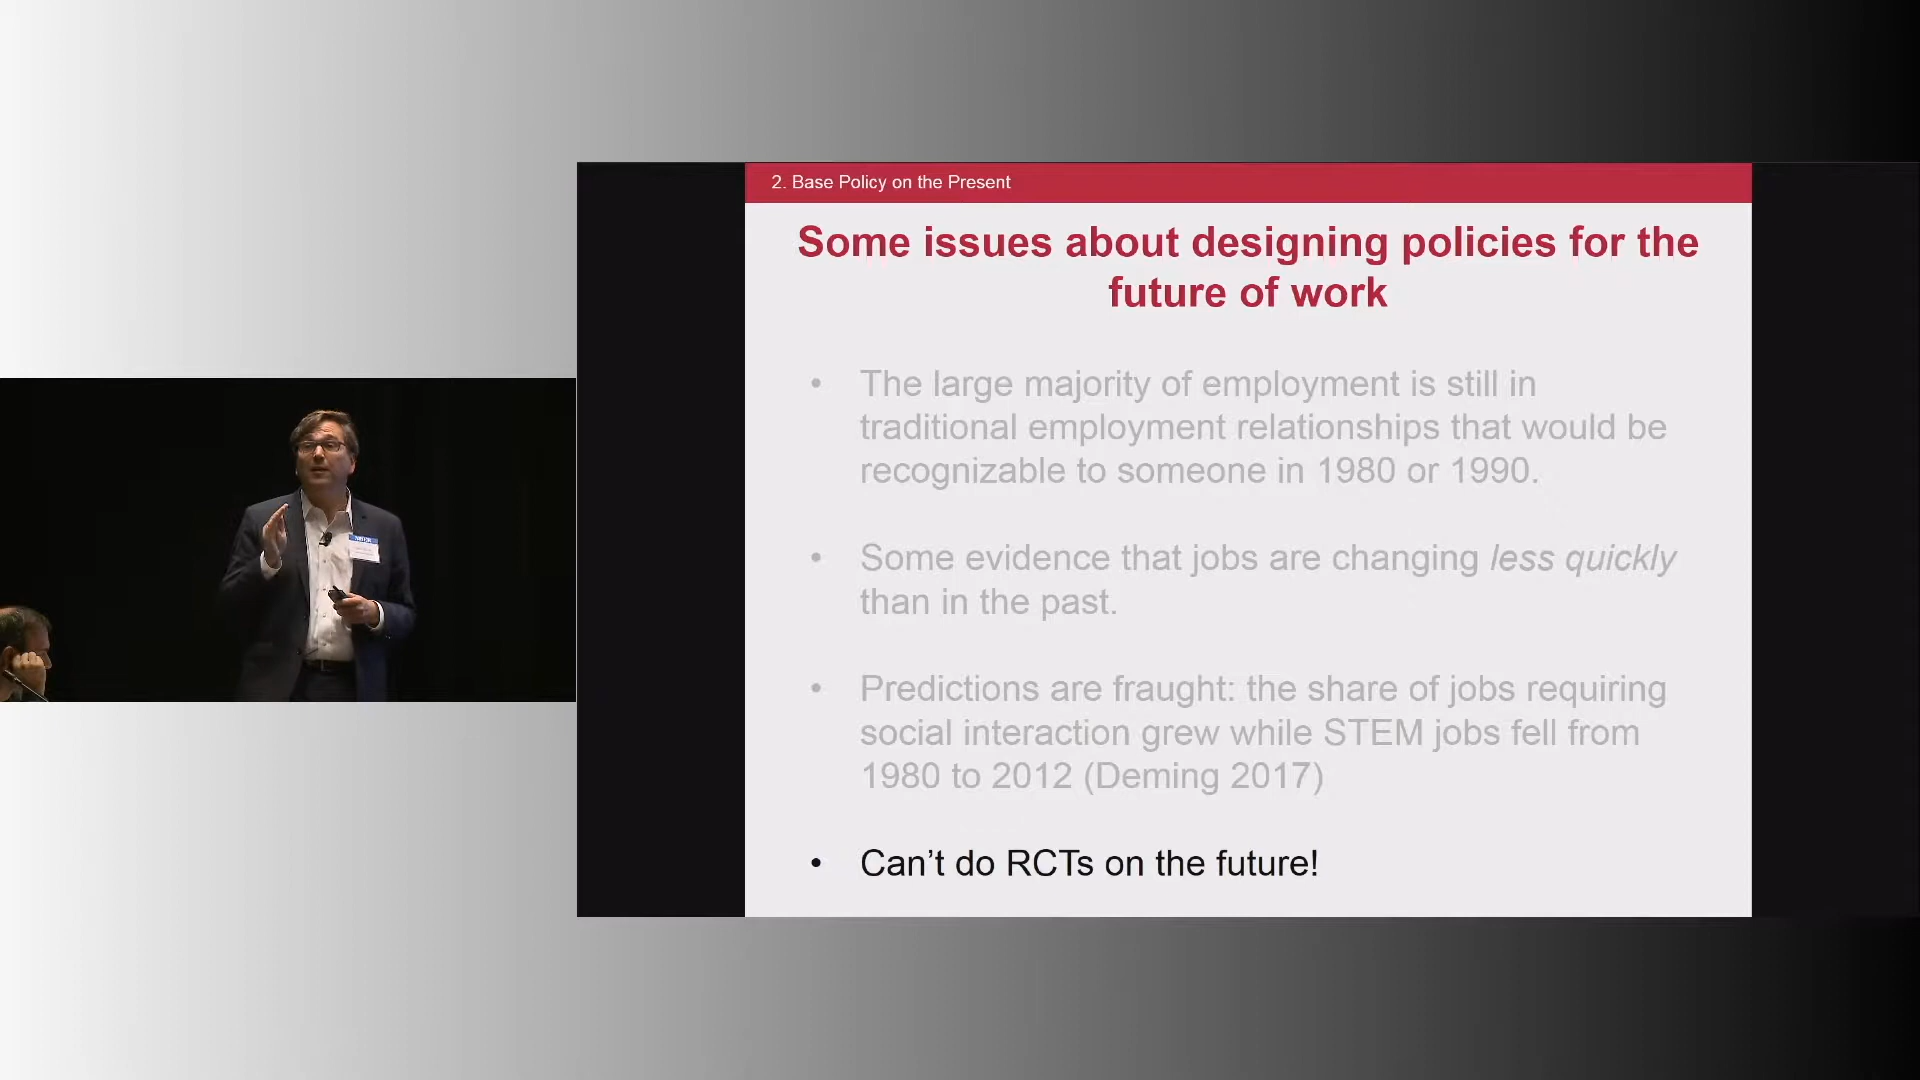 2. Base Policy on the Present
Some issues about designing policies for the
future of work
• The large majority of employment is still in
traditional employment relationships that would be
recognizable to someone in 1980 or 1990.
• Some evidence that jobs are changing less quickly
than in the past.
• Predictions are fraught: the share of jobs requiring
social interaction grew while STEM jobs fell from
1980 to 2012 (Deming 2017)
• Can't do RCTs on the future!